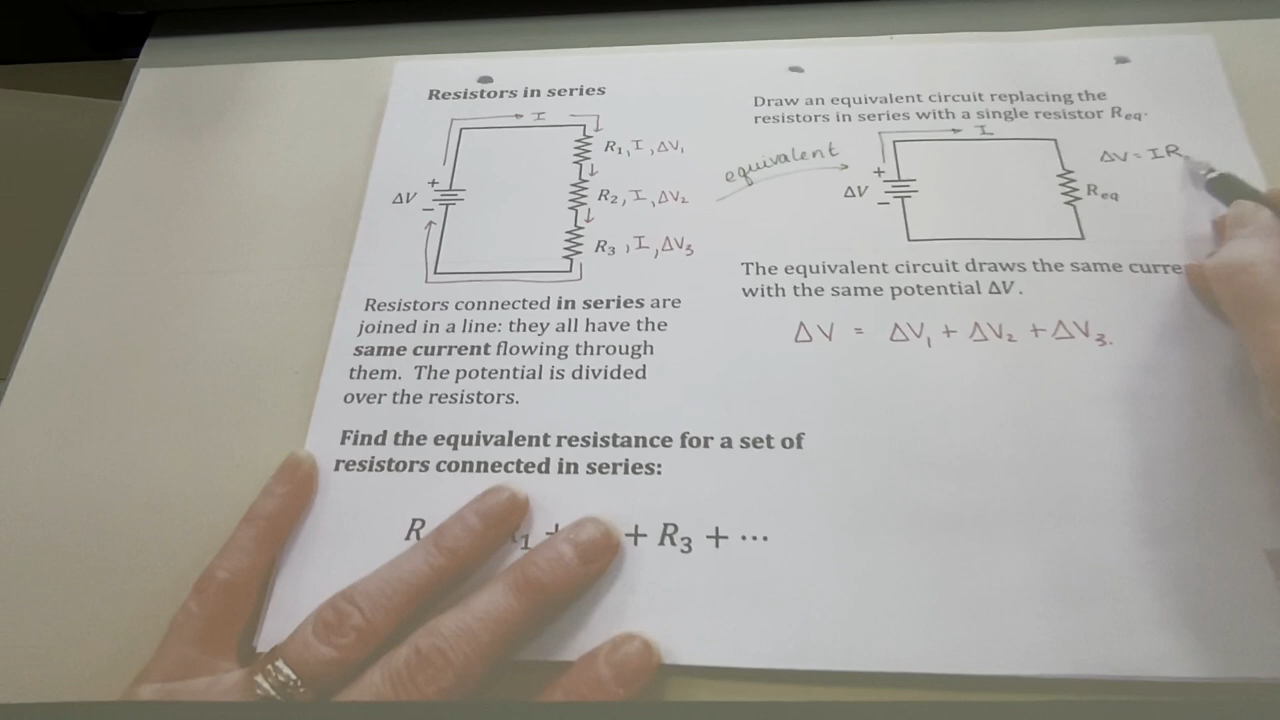 Resistors in series
I
R₁, I, ΔV₁
ΔV
+
−
R₂, I, ΔV₂
R₃, I, ΔV₃
Resistors connected in series are
joined in a line: they all have the
same current flowing through
them. The potential is divided
over the resistors.
Find the equivalent resistance for a set of
resistors connected in series:
R + R₃ + ⋯
equivalent
Draw an equivalent circuit replacing the
resistors in series with a single resistor Req.
I
ΔV = IR
+
ΔV
−
Req
The equivalent circuit draws the same
with the same potential ΔV.
ΔV = ΔV₁ + ΔV₂ + ΔV₃.